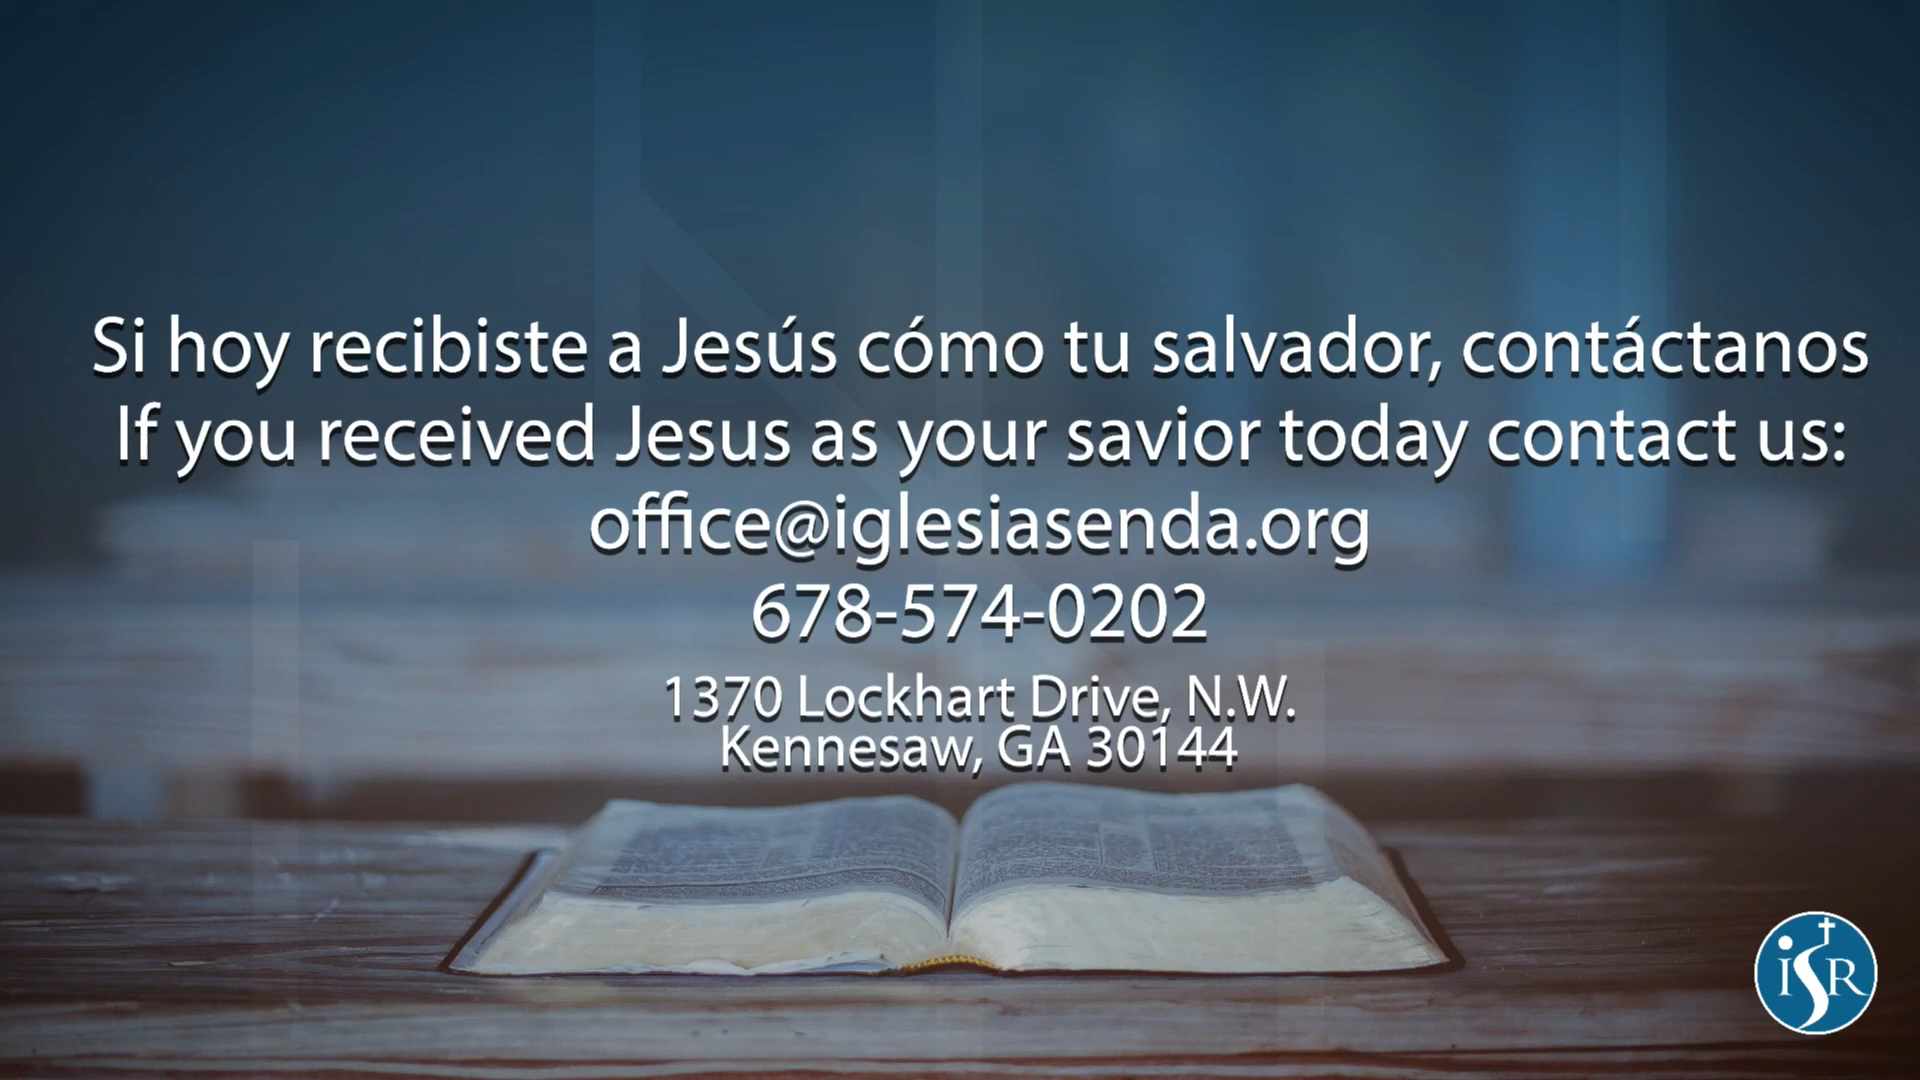 Si hoy recibiste a Jesús cómo tu salvador, contáctanos
If you received Jesus as your savior today contact us:
office@iglesiasenda.org
678-574-0202
1370 Lockhart Drive, N.W.
Kennesaw, GA 30144
iSR